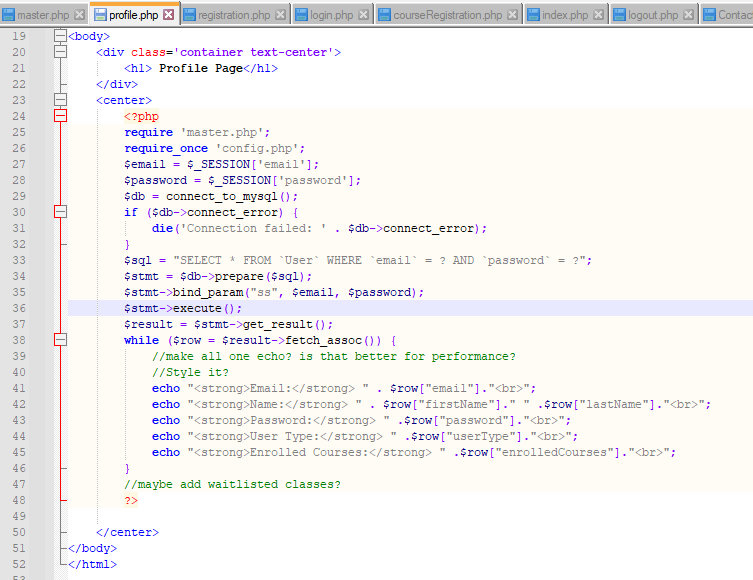 master.php profile.php registration.php login.php courseRegistration.php index.php logout.php Contac
19 <body>
20 <div class='container text-center'>
21 <h1> Profile Page</h1>
22 </div>
23 <center>
24 <?php
25 require 'master.php';
26 require_once 'config.php';
27 $email = $_SESSION['email'];
28 $password = $_SESSION['password'];
29 $db = connect_to_mysql();
30 if ($db->connect_error) {
31 die('Connection failed: ' . $db->connect_error);
32 }
33 $sql = "SELECT * FROM `User` WHERE `email` = ? AND `password` = ?";
34 $stmt = $db->prepare($sql);
35 $stmt->bind_param("ss", $email, $password);
36 $stmt->execute();
37 $result = $stmt->get_result();
38 while ($row = $result->fetch_assoc()) {
39 //make all one echo? is that better for performance?
40 //Style it?
41 echo "<strong>Email:</strong> " . $row["email"]."<br>";
42 echo "<strong>Name:</strong> " . $row["firstName"]." " .$row["lastName"]."<br>";
43 echo "<strong>Password:</strong> " .$row["password"]."<br>";
44 echo "<strong>User Type:</strong> " .$row["userType"]."<br>";
45 echo "<strong>Enrolled Courses:</strong> " .$row["enrolledCourses"]."<br>";
46 }
47 //maybe add waitlisted classes?
48 ?>
49
50 </center>
51 </body>
52 </html>